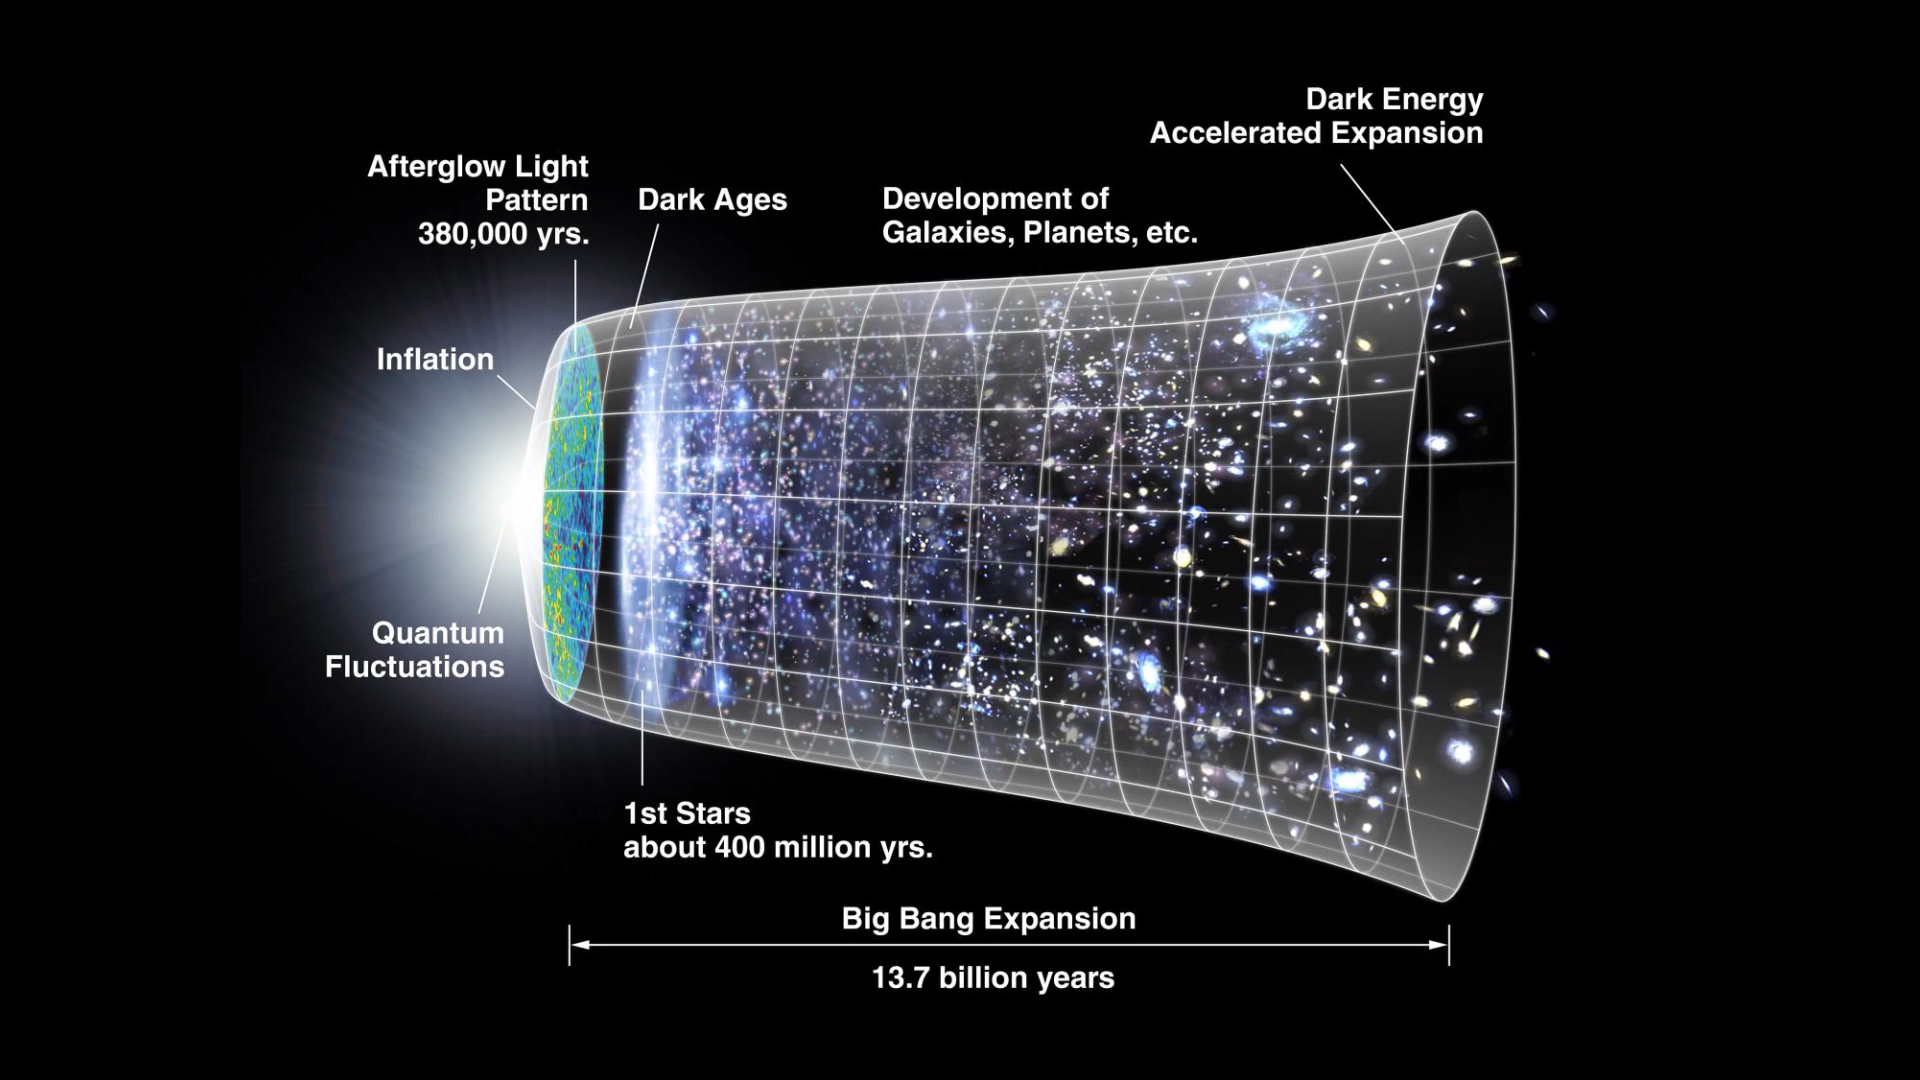 Dark Energy
Accelerated Expansion
Afterglow Light
Pattern
380,000 yrs.
Dark Ages
Development of
Galaxies, Planets, etc.
Inflation
Quantum
Fluctuations
1st Stars
about 400 million yrs.
Big Bang Expansion
13.7 billion years